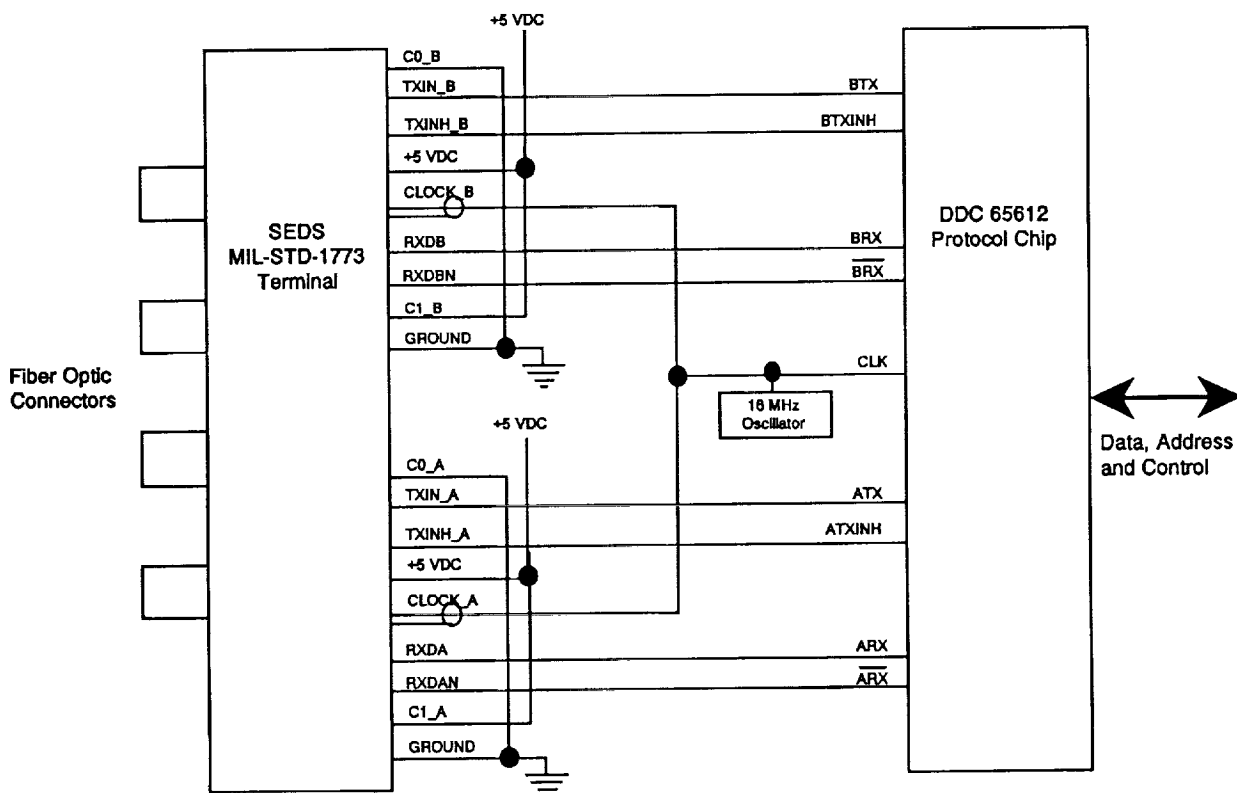 +5 VDC
C0_B
TXIN_B
BTX
TXINH_B
BTXINH
+5 VDC
CLOCK_B
SEDS
MIL-STD-1773
Terminal
DDC 65612
Protocol Chip
RXDB
BRX
RXDBN
BRX
C1_B
GROUND
Fiber Optic
Connectors
CLK
16 MHz
Oscillator
+5 VDC
Data, Address
and Control
C0_A
TXIN_A
ATX
TXINH_A
ATXINH
+5 VDC
CLOCK_A
RXDA
ARX
RXDAN
ARX
C1_A
GROUND